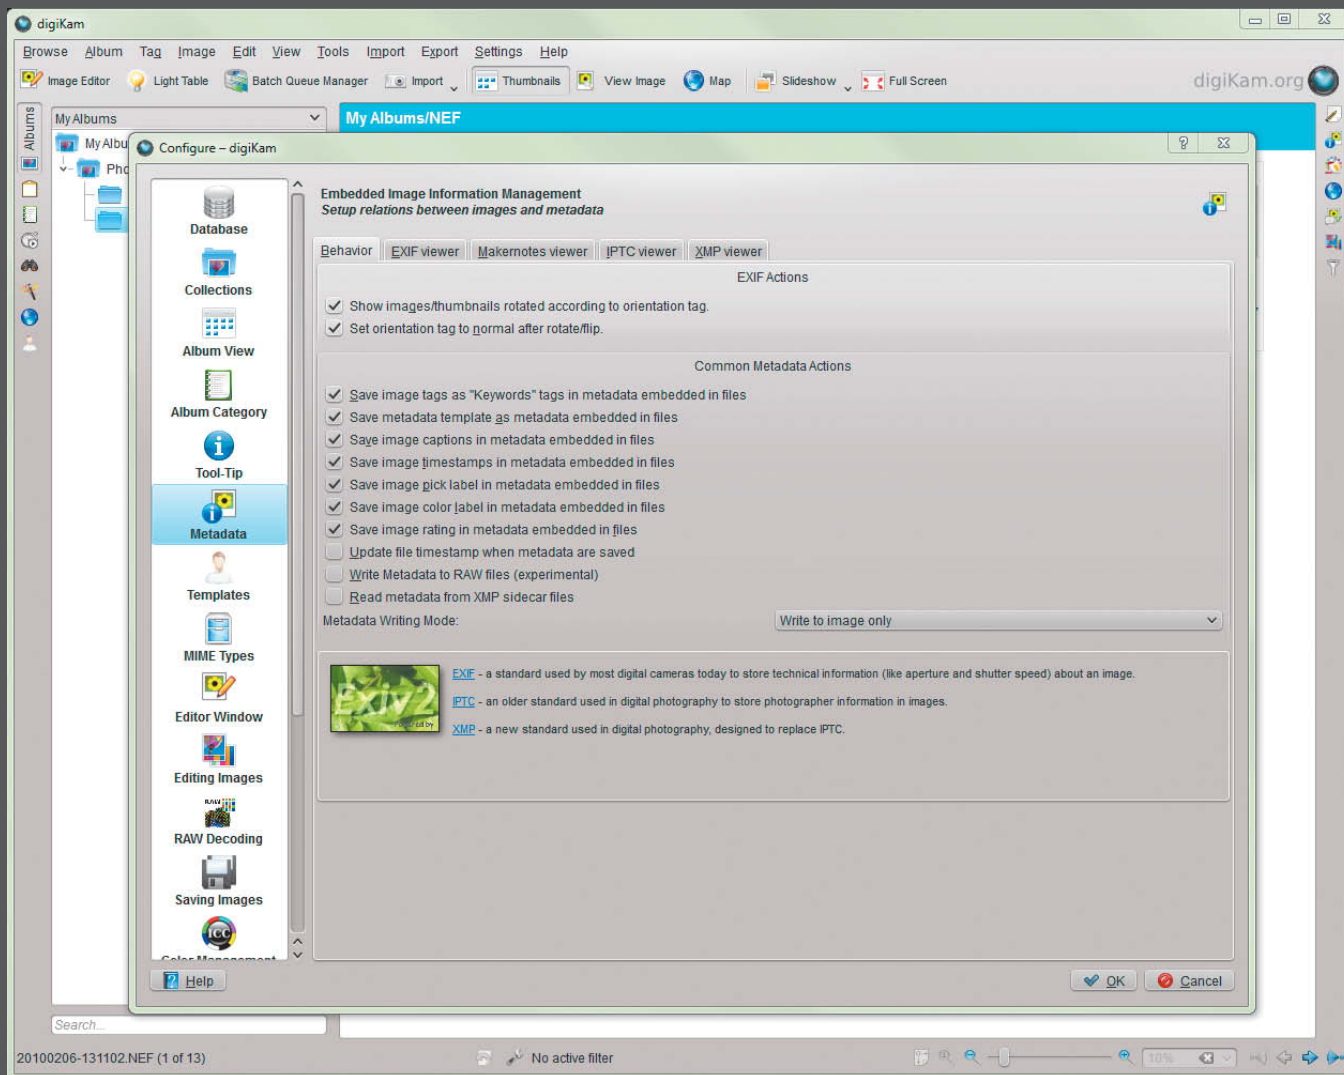 digiKam
Browse Album Tag Image Edit View Tools Import Export Settings Help
Image Editor Light Table Batch Queue Manager Import Thumbnails View Image Map Slideshow Full Screen digiKam.org
Albums
My Albums
My Albums/NEF
My Albu
Pho
Configure – digiKam
Database
Collections
Album View
Album Category
Tool-Tip
Metadata
Templates
MIME Types
Editor Window
Editing Images
RAW
RAW Decoding
Saving Images
ICC
Color Management
Embedded Image Information Management
Setup relations between images and metadata
Behavior EXIF viewer Makernotes viewer IPTC viewer XMP viewer
EXIF Actions
Show images/thumbnails rotated according to orientation tag.
Set orientation tag to normal after rotate/flip.
Common Metadata Actions
Save image tags as "Keywords" tags in metadata embedded in files
Save metadata template as metadata embedded in files
Save image captions in metadata embedded in files
Save image timestamps in metadata embedded in files
Save image pick label in metadata embedded in files
Save image color label in metadata embedded in files
Save image rating in metadata embedded in files
Update file timestamp when metadata are saved
Write Metadata to RAW files (experimental)
Read metadata from XMP sidecar files
Metadata Writing Mode: Write to image only
Exiv2
EXIF - a standard used by most digital cameras today to store technical information (like aperture and shutter speed) about an image.
IPTC - an older standard used in digital photography to store photographer information in images.
XMP - a new standard used in digital photography, designed to replace IPTC.
Help
OK Cancel
Search...
20100206-131102.NEF (1 of 13) No active filter 10%